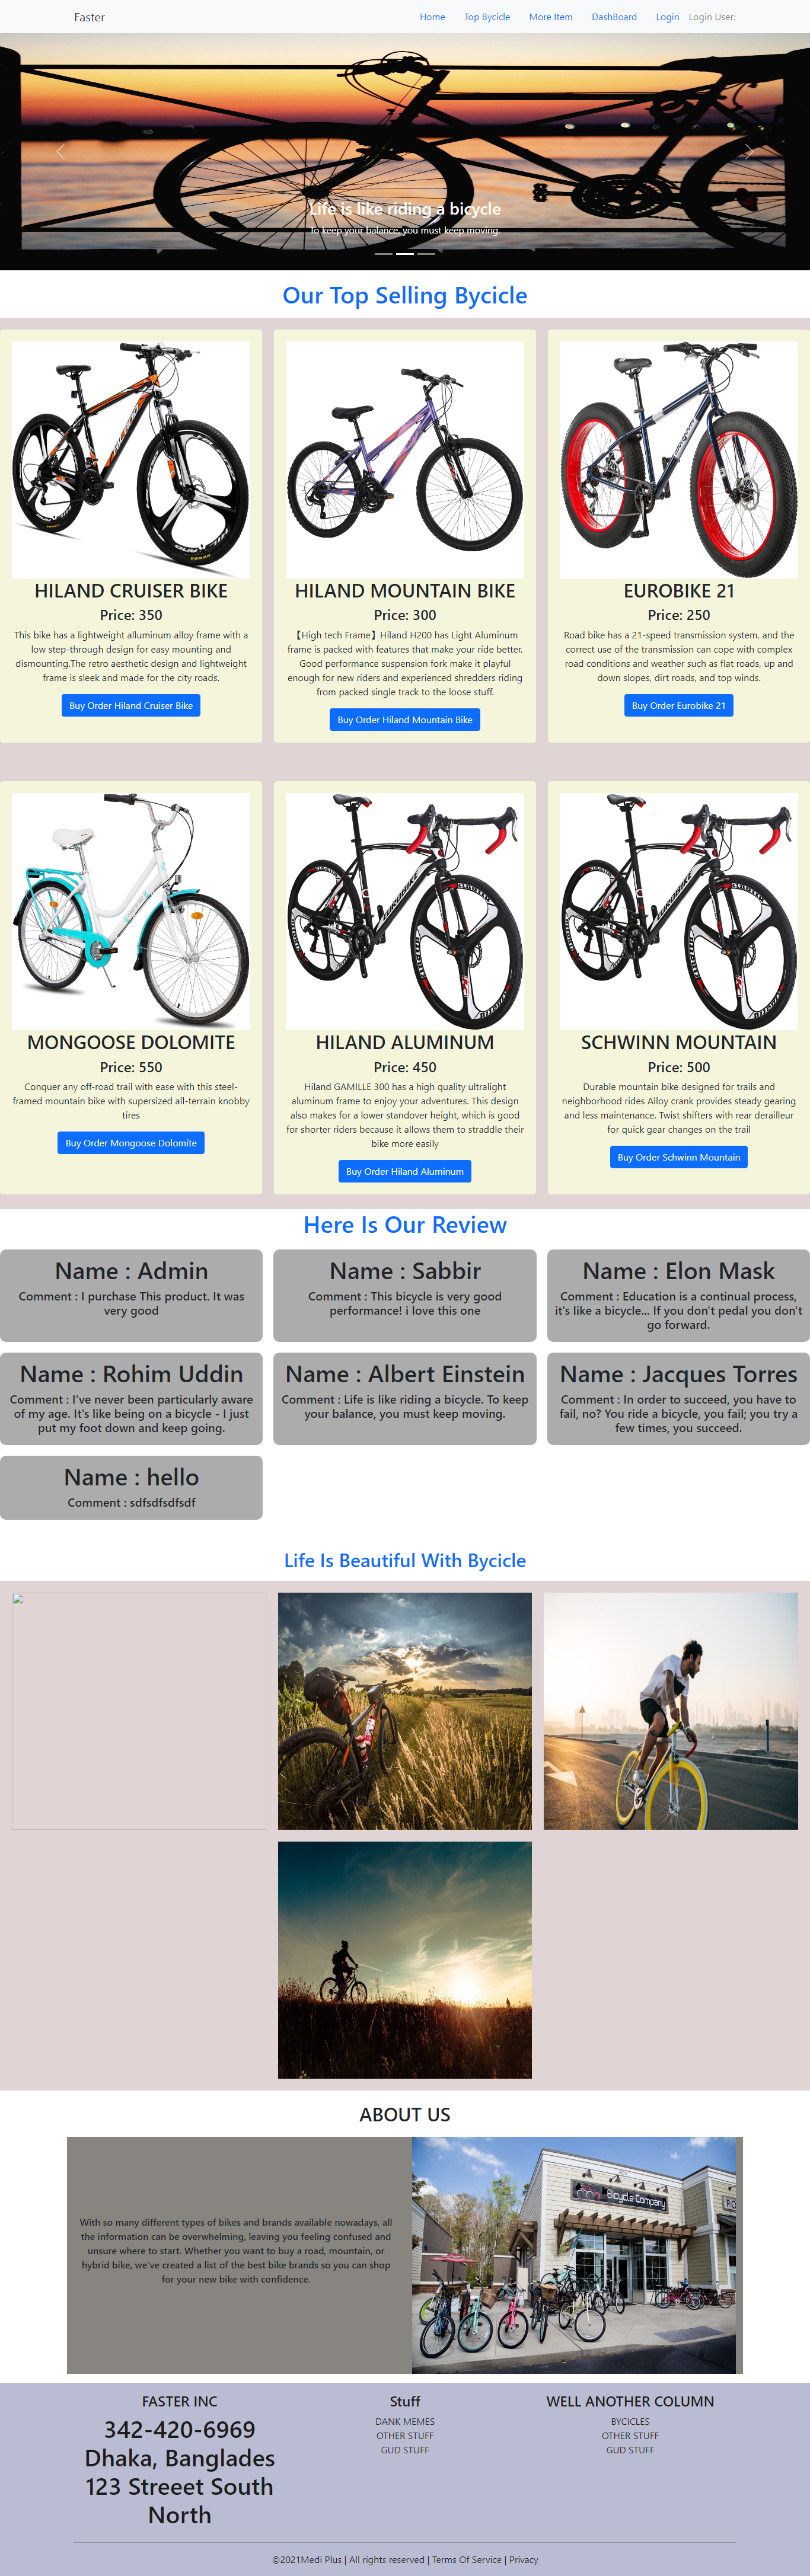 Faster
Home Top Bycicle More Item DashBoard Login Login User:
Life is like riding a bicycle
To keep your balance, you must keep moving.
Our Top Selling Bycicle
HILAND CRUISER BIKE
Price: 350
This bike has a lightweight alluminum alloy frame with a
low step-through design for easy mounting and
dismounting.The retro aesthetic design and lightweight
frame is sleek and made for the city roads.
Buy Order Hiland Cruiser Bike
HILAND MOUNTAIN BIKE
Price: 300
【High tech Frame】Hiland H200 has Light Aluminum
frame is packed with features that make your ride better.
Good performance suspension fork make it playful
enough for new riders and experienced shredders riding
from packed single track to the loose stuff.
Buy Order Hiland Mountain Bike
EUROBIKE 21
Price: 250
Road bike has a 21-speed transmission system, and the
correct use of the transmission can cope with complex
road conditions and weather such as flat roads, up and
down slopes, dirt roads, and top winds.
Buy Order Eurobike 21
MONGOOSE DOLOMITE
Price: 550
Conquer any off-road trail with ease with this steel-
framed mountain bike with supersized all-terrain knobby
tires
Buy Order Mongoose Dolomite
HILAND ALUMINUM
Price: 450
Hiland GAMILLE 300 has a high quality ultralight
aluminum frame to enjoy your adventures. This design
also makes for a lower standover height, which is good
for shorter riders because it allows them to straddle their
bike more easily
Buy Order Hiland Aluminum
SCHWINN MOUNTAIN
Price: 500
Durable mountain bike designed for trails and
neighborhood rides Alloy crank provides steady gearing
and less maintenance. Twist shifters with rear derailleur
for quick gear changes on the trail
Buy Order Schwinn Mountain
Here Is Our Review
Name : Admin
Comment : I purchase This product. It was
very good
Name : Sabbir
Comment : This bicycle is very good
performance! i love this one
Name : Elon Mask
Comment : Education is a continual process,
it's like a bicycle... If you don't pedal you don't
go forward.
Name : Rohim Uddin
Comment : I've never been particularly aware
of my age. It's like being on a bicycle - I just
put my foot down and keep going.
Name : Albert Einstein
Comment : Life is like riding a bicycle. To keep
your balance, you must keep moving.
Name : Jacques Torres
Comment : In order to succeed, you have to
fail, no? You ride a bicycle, you fail; you try a
few times, you succeed.
Name : hello
Comment : sdfsdfsdfsdf
Life Is Beautiful With Bycicle
ABOUT US
With so many different types of bikes and brands available nowadays, all
the information can be overwhelming, leaving you feeling confused and
unsure where to start. Whether you want to buy a road, mountain, or
hybrid bike, we've created a list of the best bike brands so you can shop
for your new bike with confidence.
Bicycle Company
FASTER INC
342-420-6969
Dhaka, Banglades
123 Streeet South
North
Stuff
DANK MEMES
OTHER STUFF
GUD STUFF
WELL ANOTHER COLUMN
BYCICLES
OTHER STUFF
GUD STUFF
©2021Medi Plus | All rights reserved | Terms Of Service | Privacy